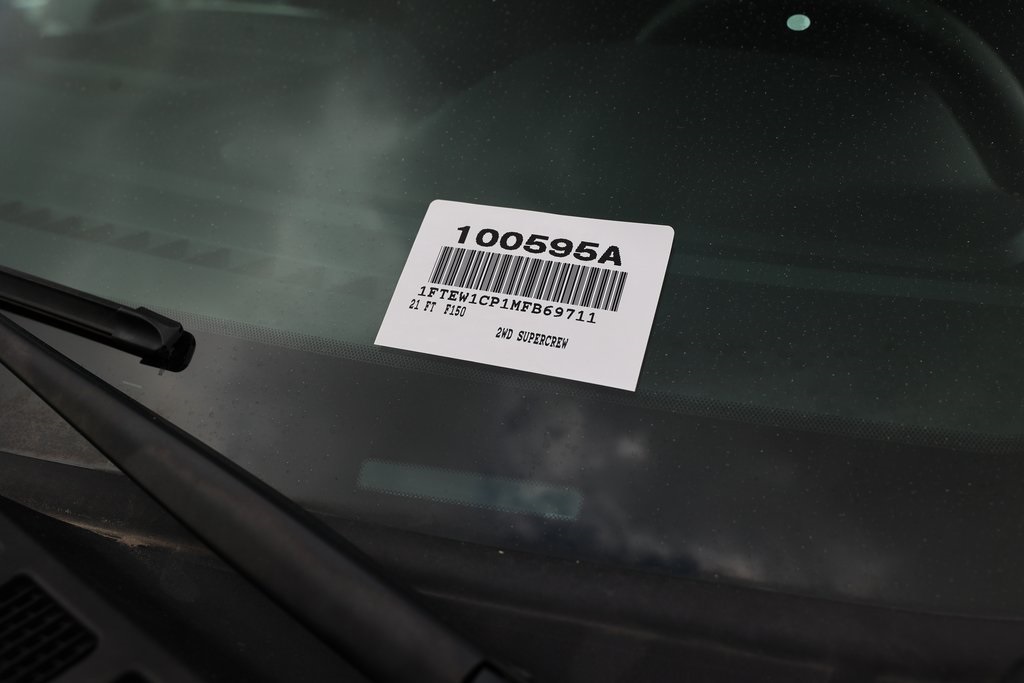 100595A
1FTEW1CP1MFB69711
21 FT F150
2WD SUPERCREW